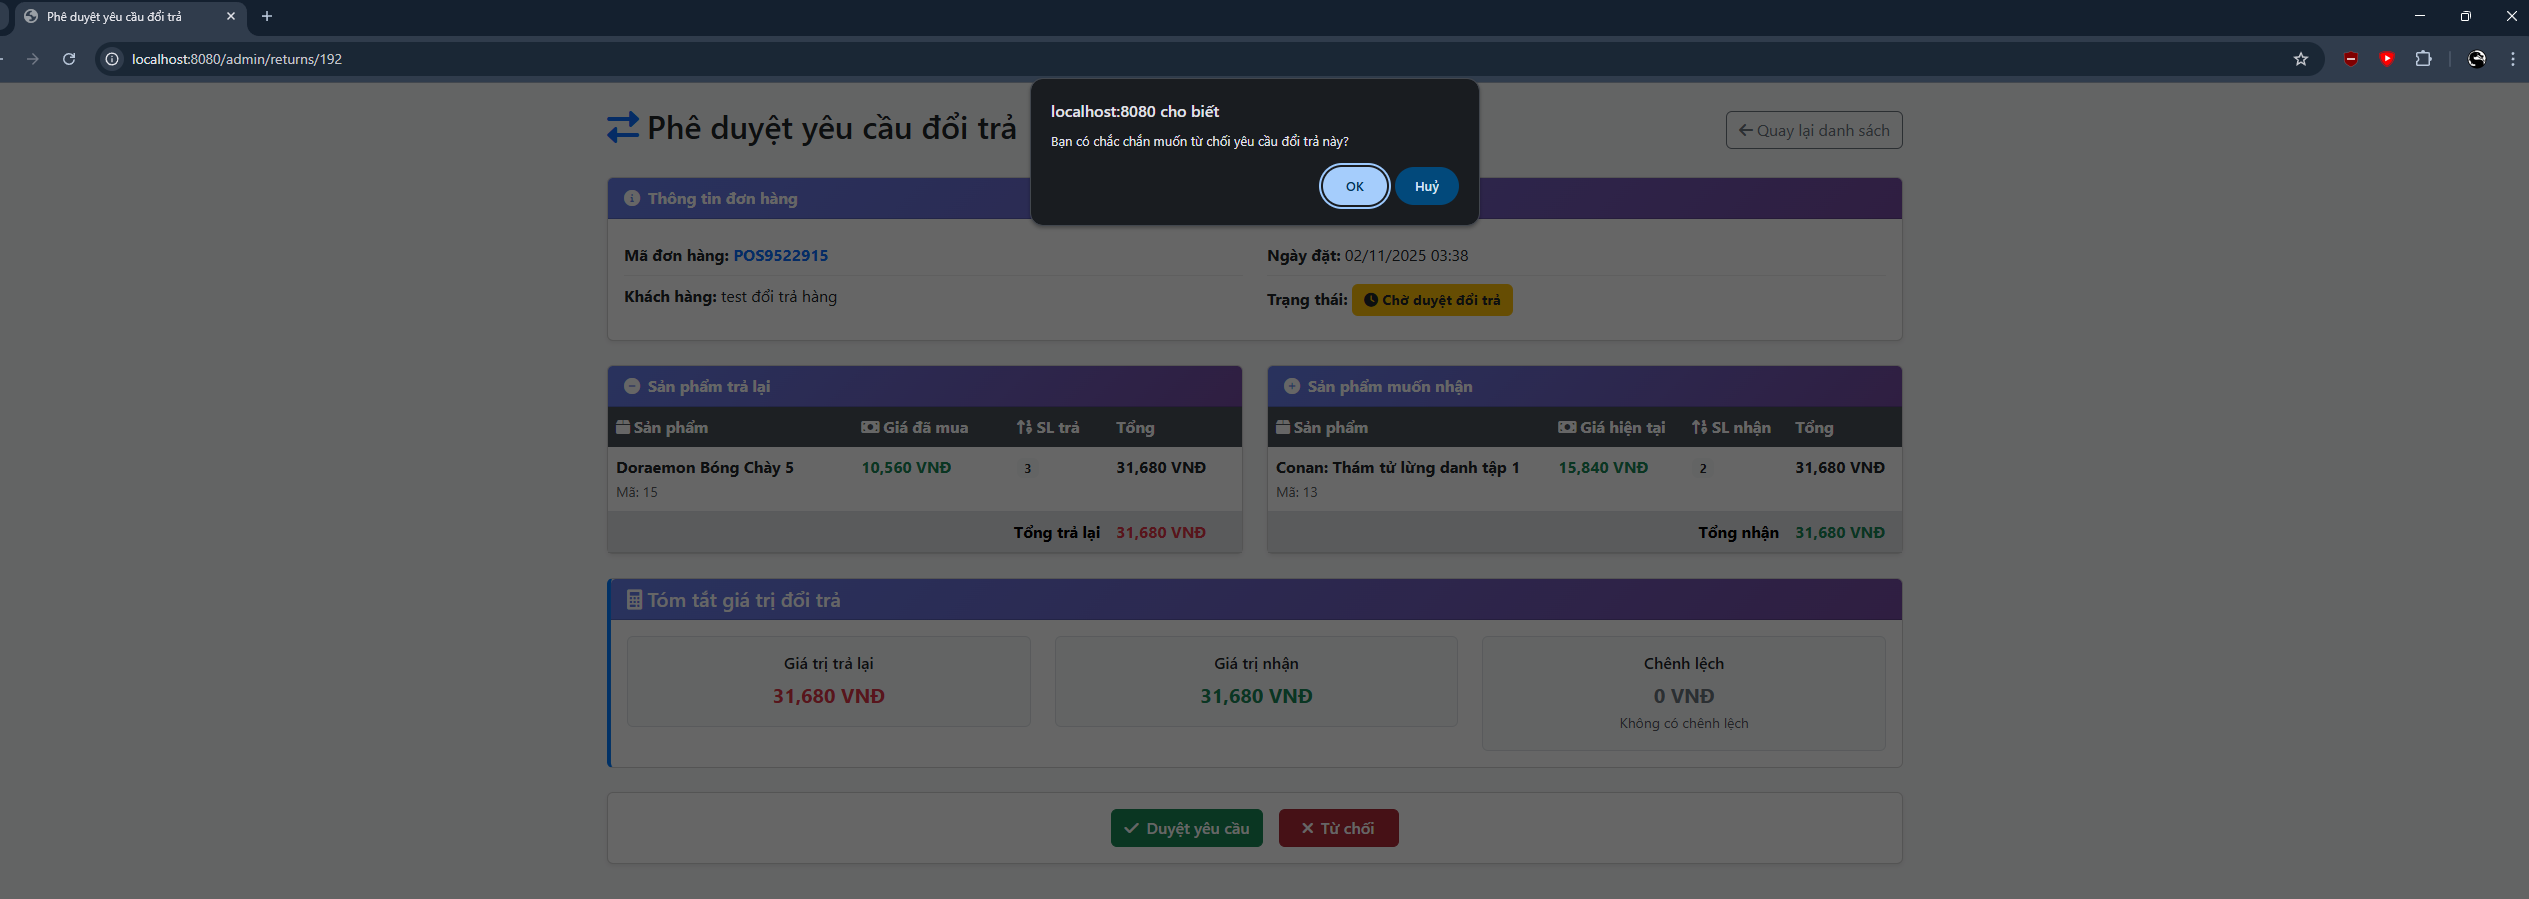 Phê duyệt yêu cầu đổi trả
localhost:8080/admin/returns/192
localhost:8080 cho biết
Bạn có chắc chắn muốn từ chối yêu cầu đổi trả này?
OK
Huỷ
Phê duyệt yêu cầu đổi trả
Quay lại danh sách
Thông tin đơn hàng
Mã đơn hàng: POS9522915
Ngày đặt: 02/11/2025 03:38
Khách hàng: test đổi trả hàng
Trạng thái: Chờ duyệt đổi trả
Sản phẩm trả lại
Sản phẩm Giá đã mua SL trả Tổng
Doraemon Bóng Chày 5 10,560 VNĐ 3 31,680 VNĐ
Mã: 15
Tổng trả lại 31,680 VNĐ
Sản phẩm muốn nhận
Sản phẩm Giá hiện tại SL nhận Tổng
Conan: Thám tử lừng danh tập 1 15,840 VNĐ 2 31,680 VNĐ
Mã: 13
Tổng nhận 31,680 VNĐ
Tóm tắt giá trị đổi trả
Giá trị trả lại
31,680 VNĐ
Giá trị nhận
31,680 VNĐ
Chênh lệch
0 VNĐ
Không có chênh lệch
Duyệt yêu cầu
Từ chối